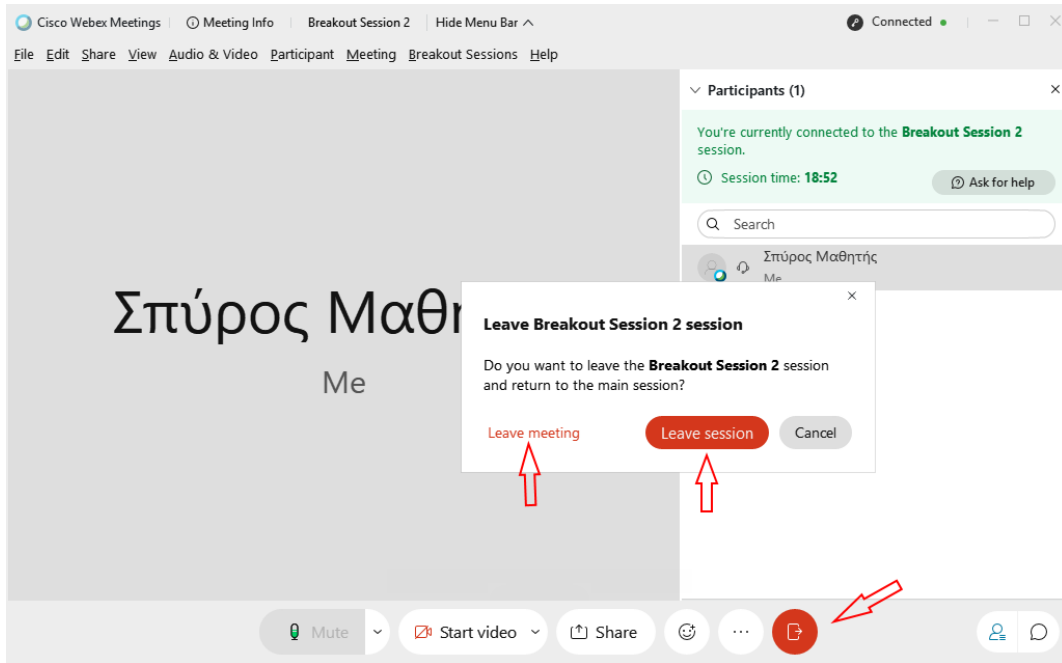 Cisco Webex Meetings Meeting Info Breakout Session 2 Hide Menu Bar Connected
File Edit Share View Audio & Video Participant Meeting Breakout Sessions Help
Participants (1)
You're currently connected to the Breakout Session 2
session.
Session time: 18:52 Ask for help
Search
Σπύρος Μαθητής
Me
Σπύρος Μαθη
Me
Leave Breakout Session 2 session
Do you want to leave the Breakout Session 2 session
and return to the main session?
Leave meeting Leave session Cancel
Mute Start video Share